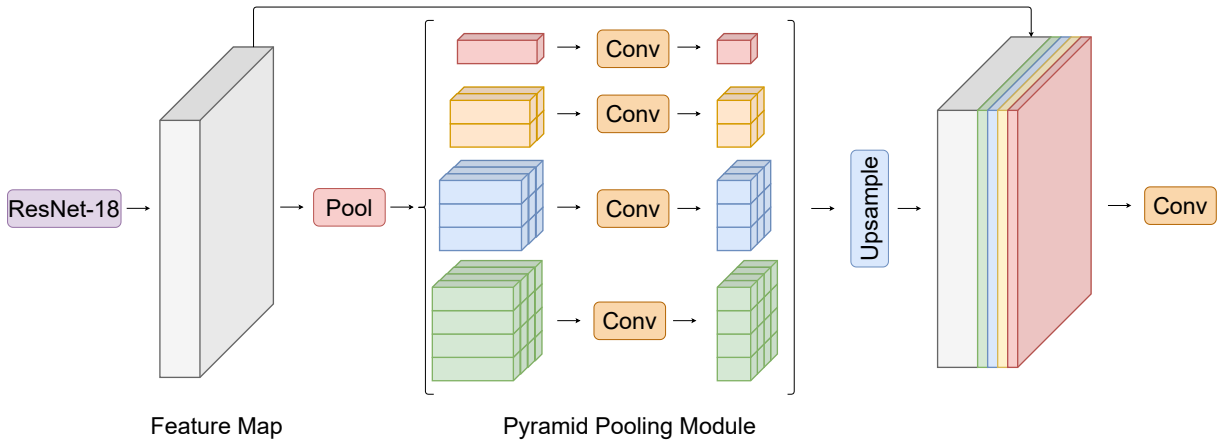 ResNet-18
Feature Map
Pool
Conv
Conv
Conv
Conv
Pyramid Pooling Module
Upsample
Conv